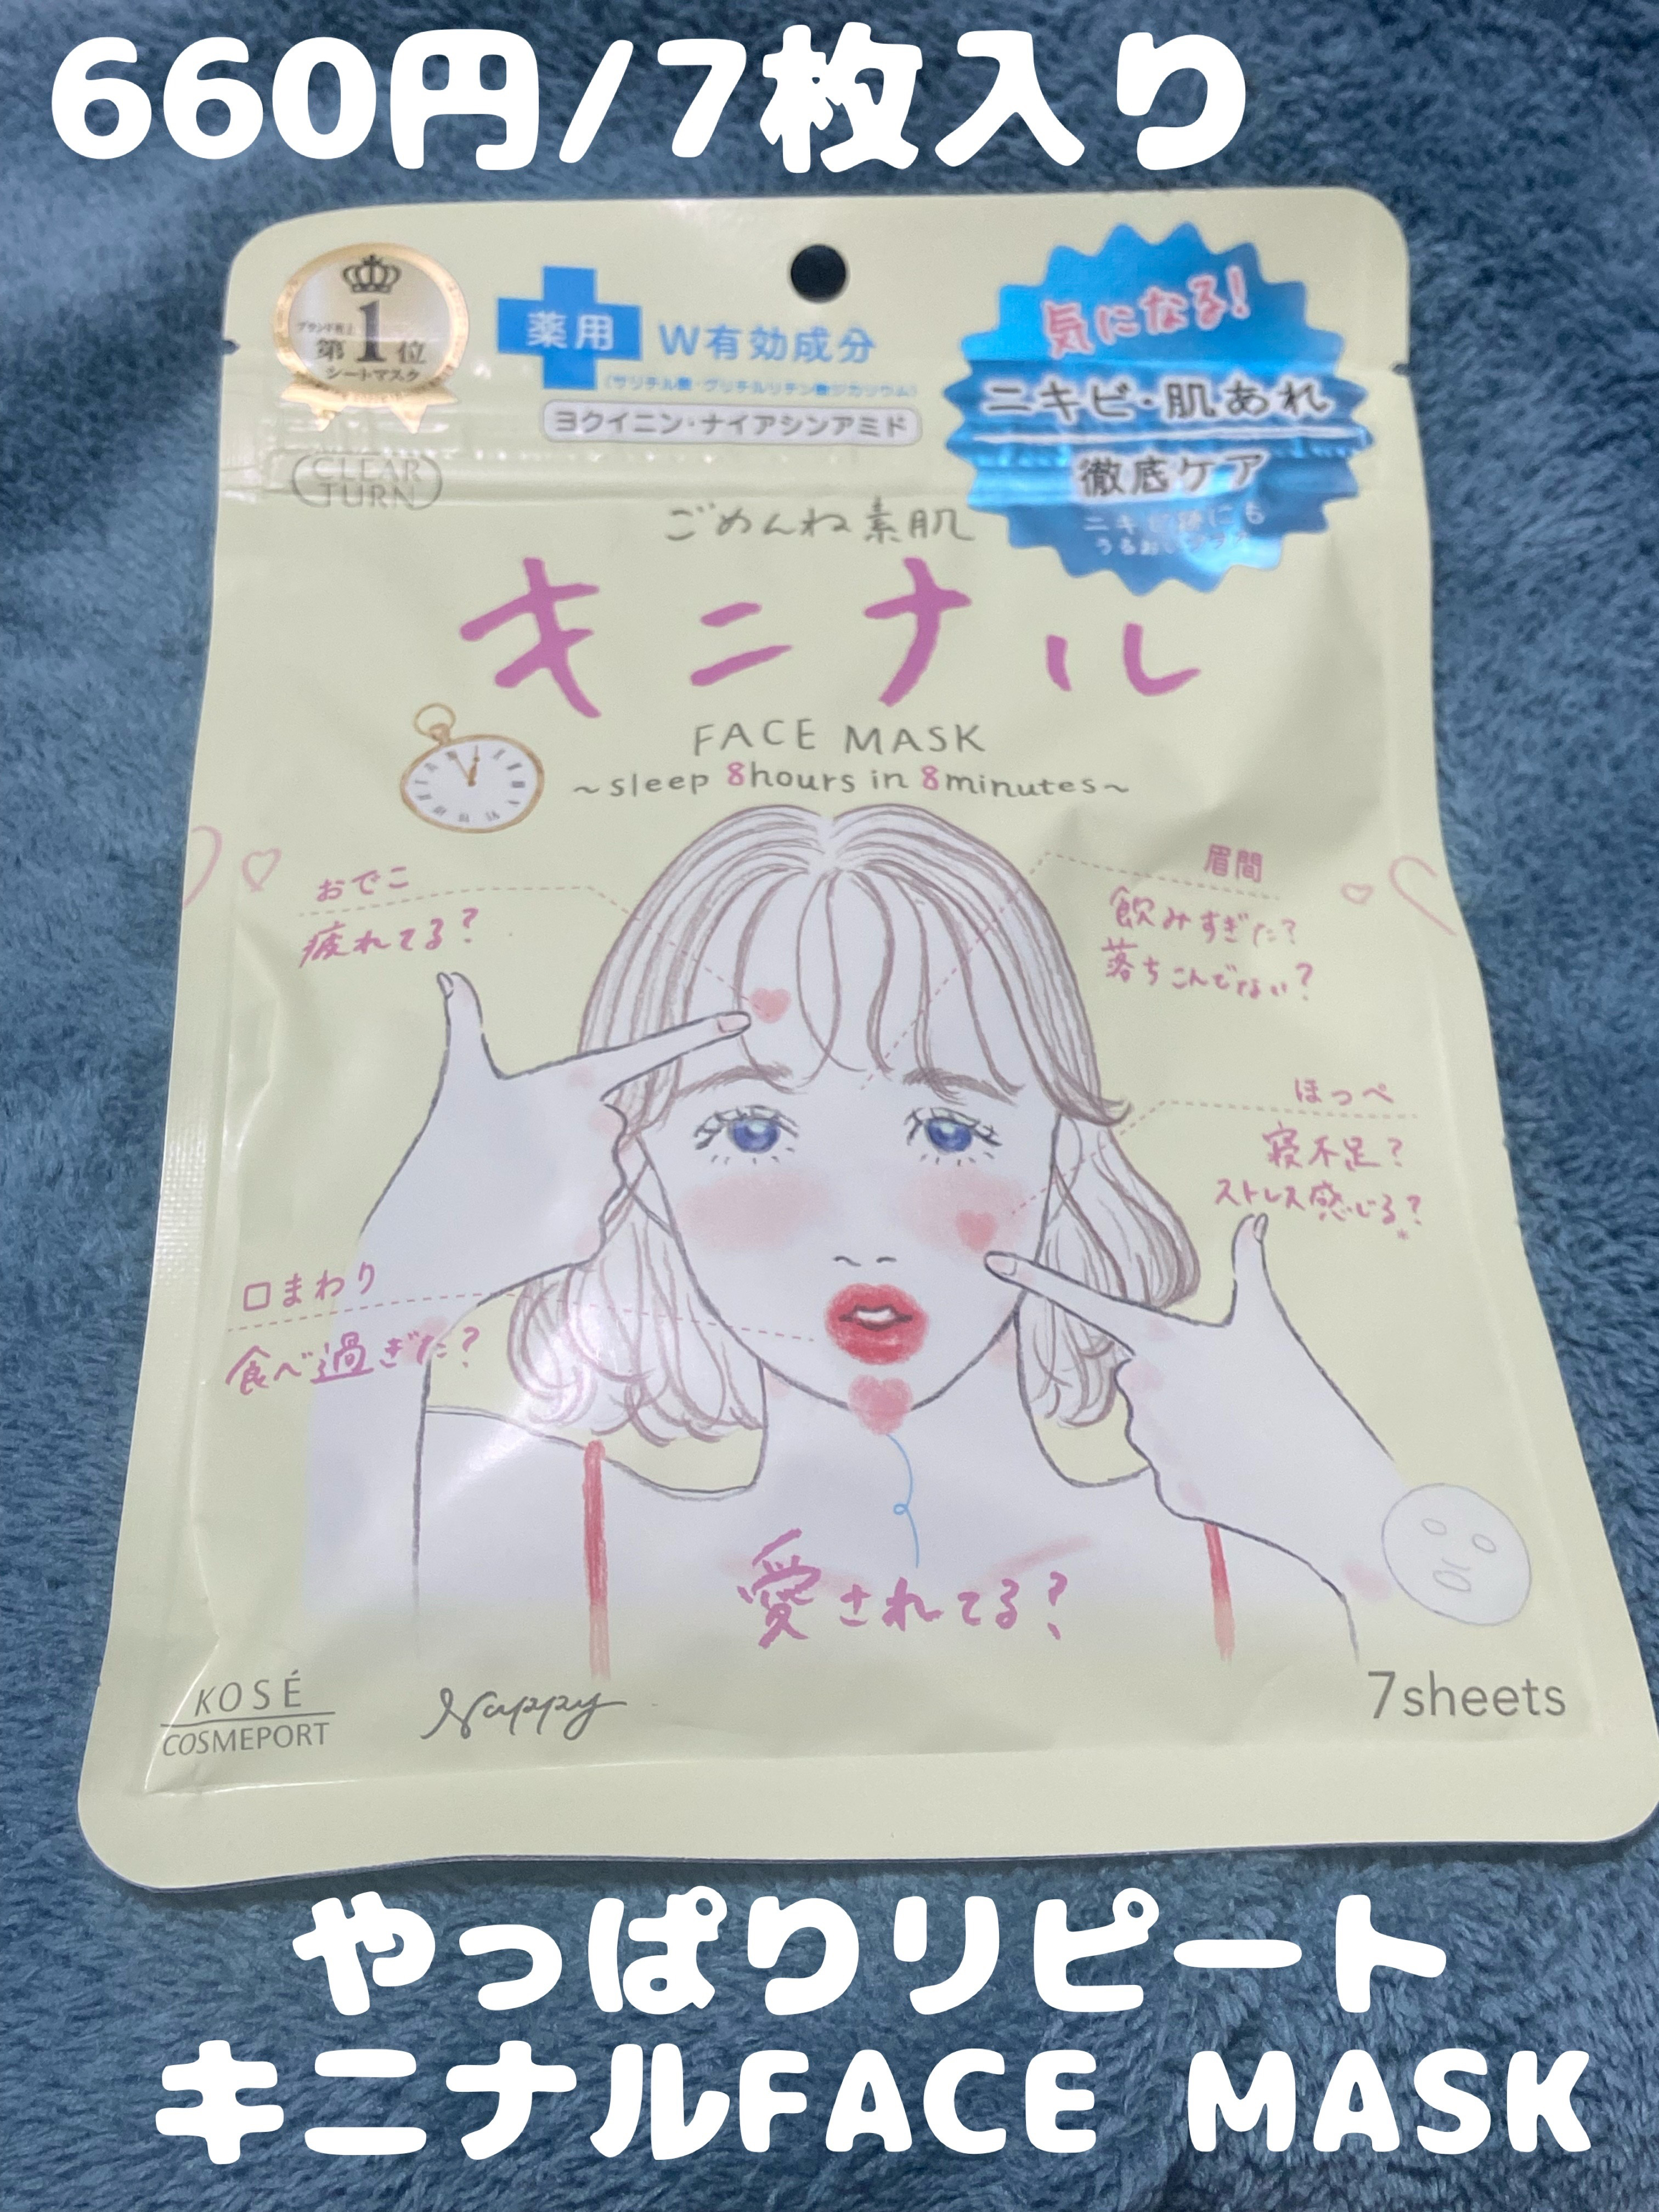 660円/7枚入り
第1位
シートマスク
薬用
W有効成分
(サリチル酸・グリチルリチン酸ジカリウム)
ヨクイニン・ナイアシンアミド
気になる!
ニキビ・肌あれ
徹底ケア
ニキビ跡にも
CLEAR
TURN
ごめんね素肌
キニナル
FACE MASK
~sleep 8hours in 8minutes~
おでこ
疲れてる?
眉間
飲みすぎた?
落ちこんでない?
ほっぺ
寝不足?
ストレス感じる?*
口まわり
食べ過ぎた?
愛されてる?
KOSÉ
COSMEPORT
Nappy
7sheets
やっぱりリピート
キニナルFACE MASK